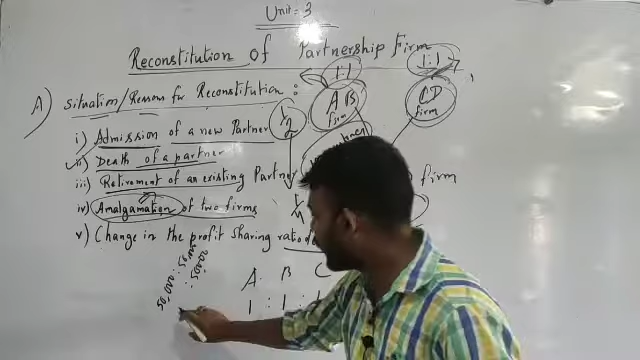 Unit = 3
Reconstitution of Partnership Firm
A) Situation/Reasons for Reconstitution :
1:1
1:1
A B
firm
CD
firm
i) Admission of a new Partner
ii) Death of a partner
iii) Retirement of an existing Partner
firm
iv) Amalgamation of two firms
v) Change in the profit sharing ratio
A B C
1 : 1 :